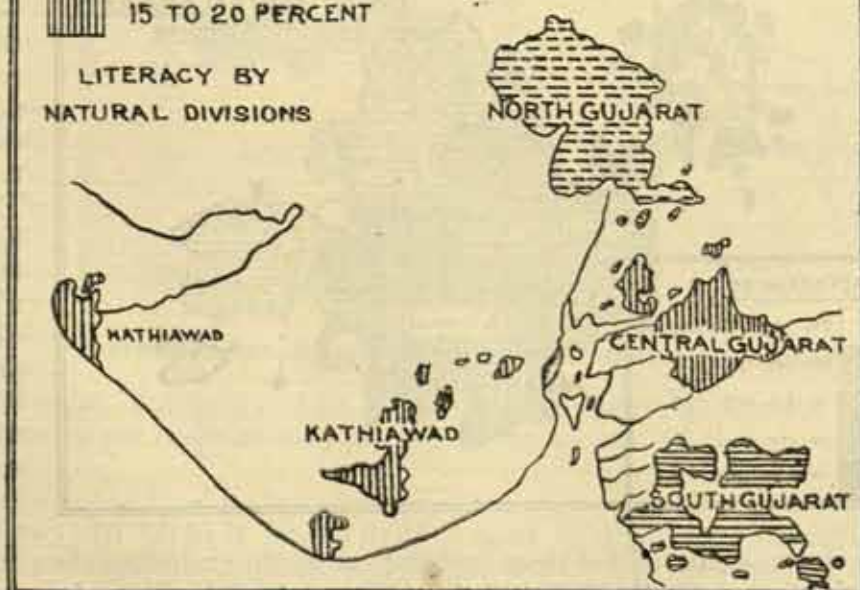 15 TO 20 PERCENT
LITERACY BY
NATURAL DIVISIONS
NORTH GUJARAT
KATHIAWAD
CENTRAL GUJARAT
KATHIAWAD
SOUTH GUJARAT